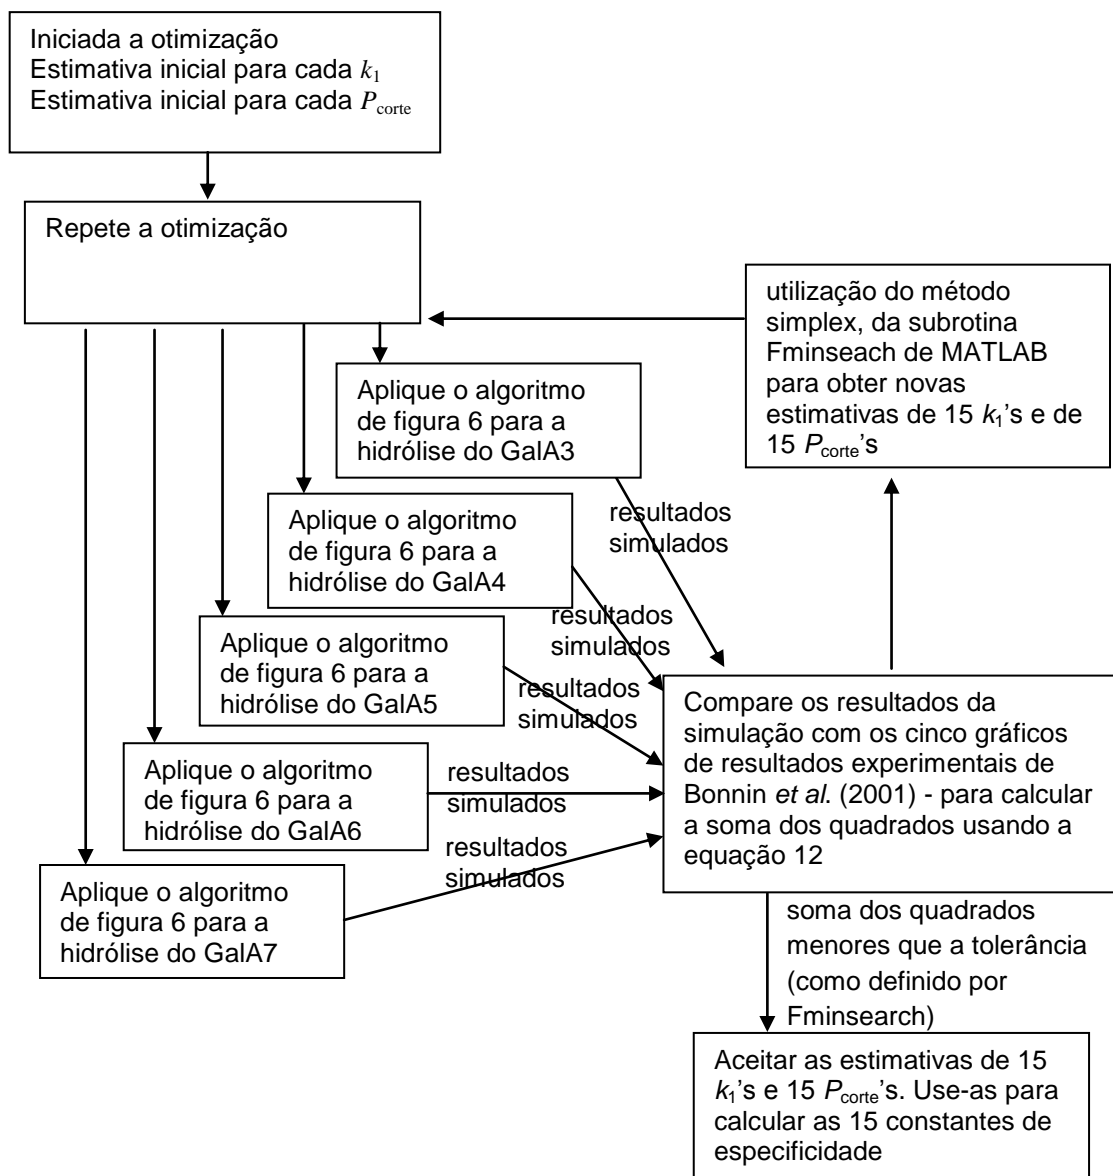 Iniciada a otimização
Estimativa inicial para cada k₁
Estimativa inicial para cada P_corte
Repete a otimização
utilização do método
simplex, da subrotina
Fminseach de MATLAB
para obter novas
estimativas de 15 k₁'s e de
15 P_corte's
Aplique o algoritmo
de figura 6 para a
hidrólise do GalA3
resultados
simulados
Aplique o algoritmo
de figura 6 para a
hidrólise do GalA4
resultados
simulados
Aplique o algoritmo
de figura 6 para a
hidrólise do GalA5
resultados
simulados
Aplique o algoritmo
de figura 6 para a
hidrólise do GalA6
resultados
simulados
Aplique o algoritmo
de figura 6 para a
hidrólise do GalA7
resultados
simulados
Compare os resultados da
simulação com os cinco gráficos
de resultados experimentais de
Bonnin et al. (2001) - para calcular
a soma dos quadrados usando a
equação 12
soma dos quadrados
menores que a tolerância
(como definido por
Fminsearch)
Aceitar as estimativas de 15
k₁'s e 15 P_corte's. Use-as para
calcular as 15 constantes de
especificidade